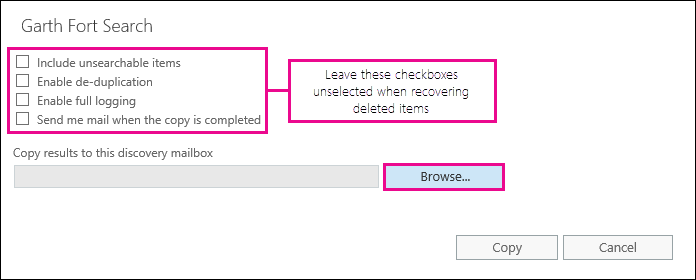 Garth Fort Search
Include unsearchable items
Enable de-duplication
Enable full logging
Send me mail when the copy is completed
Leave these checkboxes
unselected when recovering
deleted items
Copy results to this discovery mailbox
Browse...
Copy
Cancel